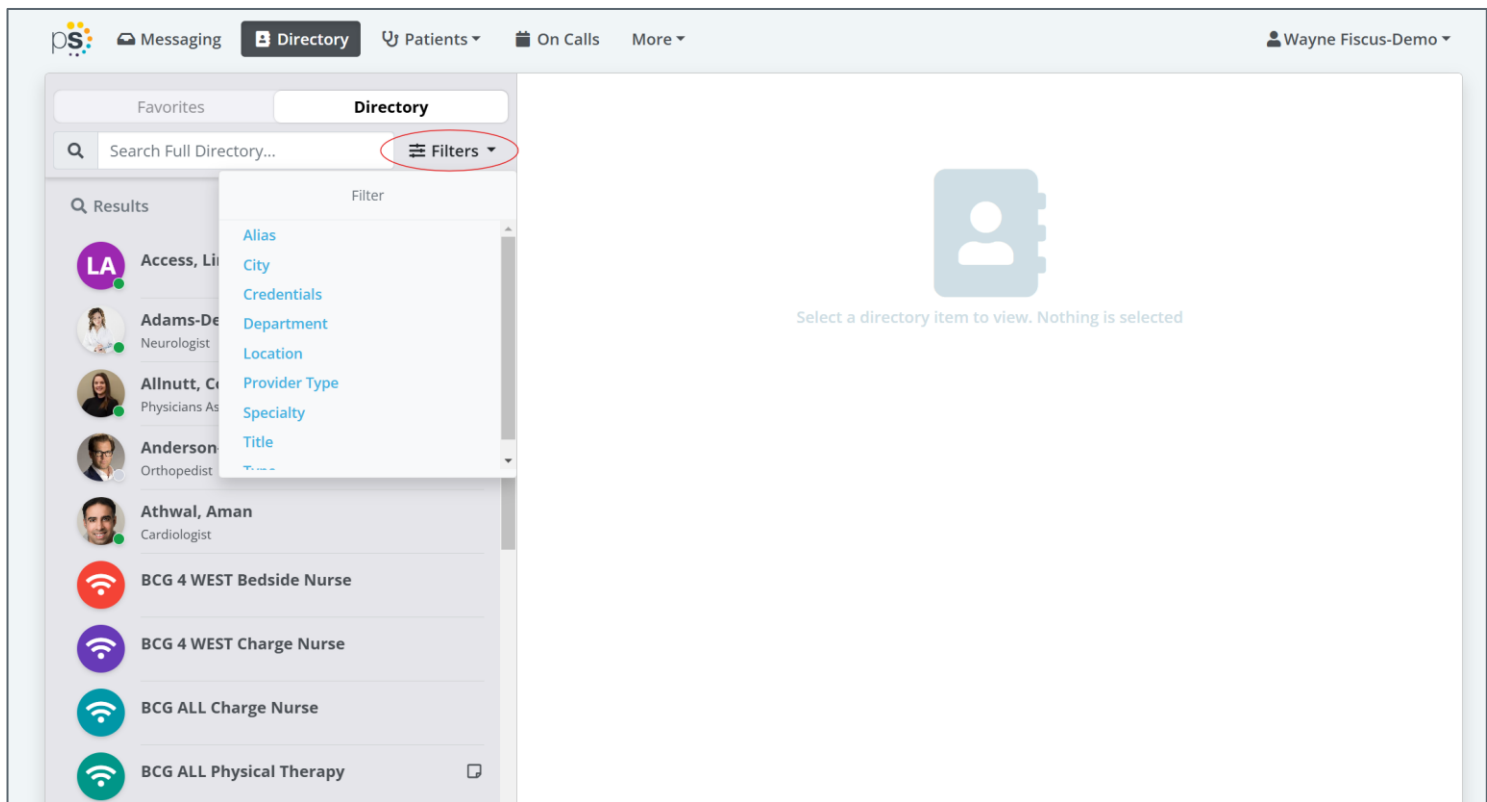 ps Messaging Directory Patients On Calls More Wayne Fiscus-Demo
Favorites Directory
Search Full Directory... Filters
Filter
Results
Alias
City
Credentials
Department
Location
Provider Type
Specialty
Title
LA Access,
Adams-De
Neurologist
Allnutt,
Physicians As
Anderson-
Orthopedist
Athwal, Aman
Cardiologist
BCG 4 WEST Bedside Nurse
BCG 4 WEST Charge Nurse
BCG ALL Charge Nurse
BCG ALL Physical Therapy
Select a directory item to view. Nothing is selected